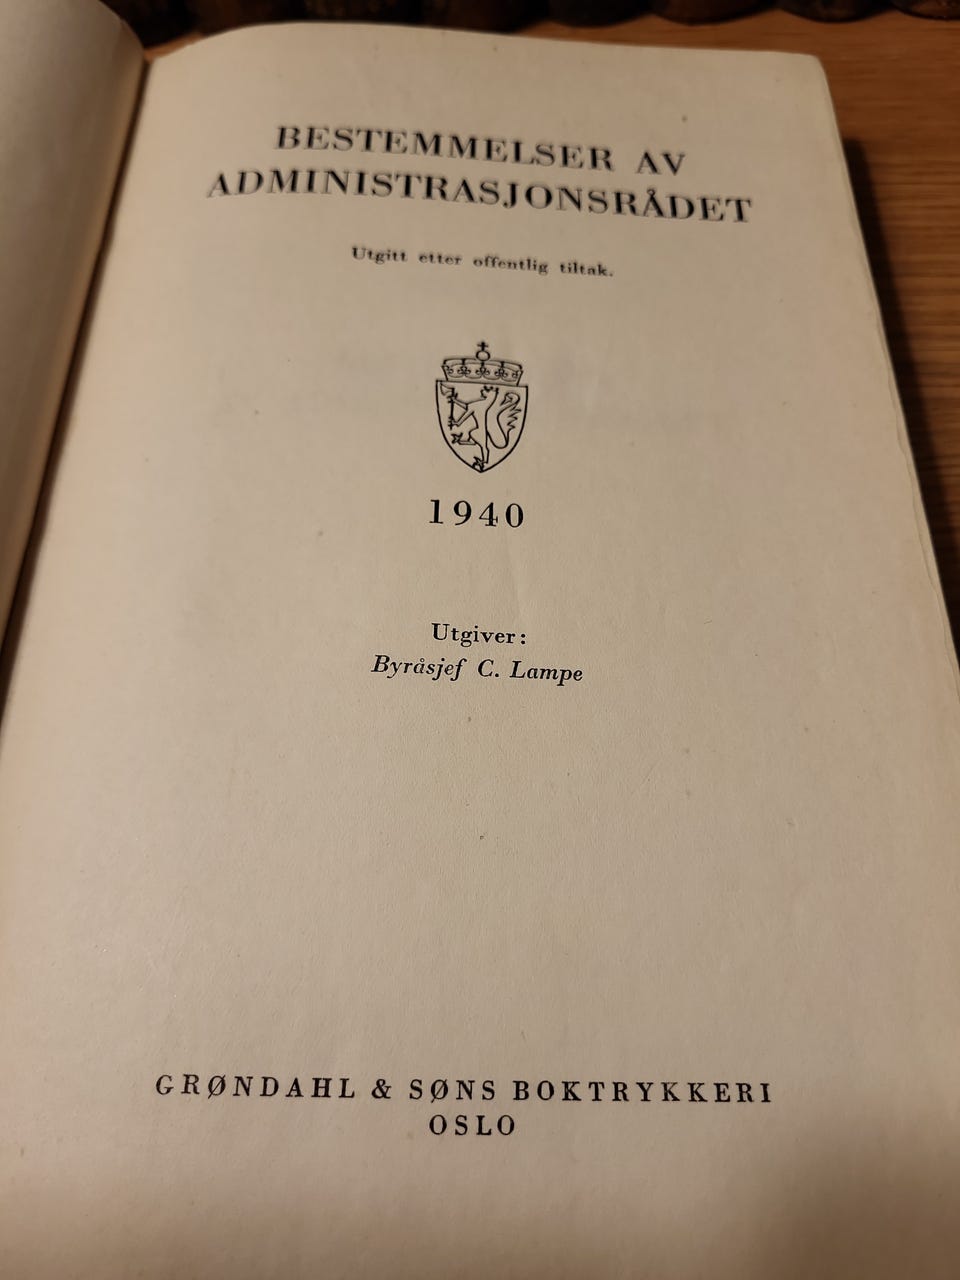 BESTEMMELSER AV
ADMINISTRASJONSRÅDET
Utgitt etter offentlig tiltak.
1940
Utgiver:
Byråsjef C. Lampe
GRØNDAHL & SØNS BOKTRYKKERI
OSLO